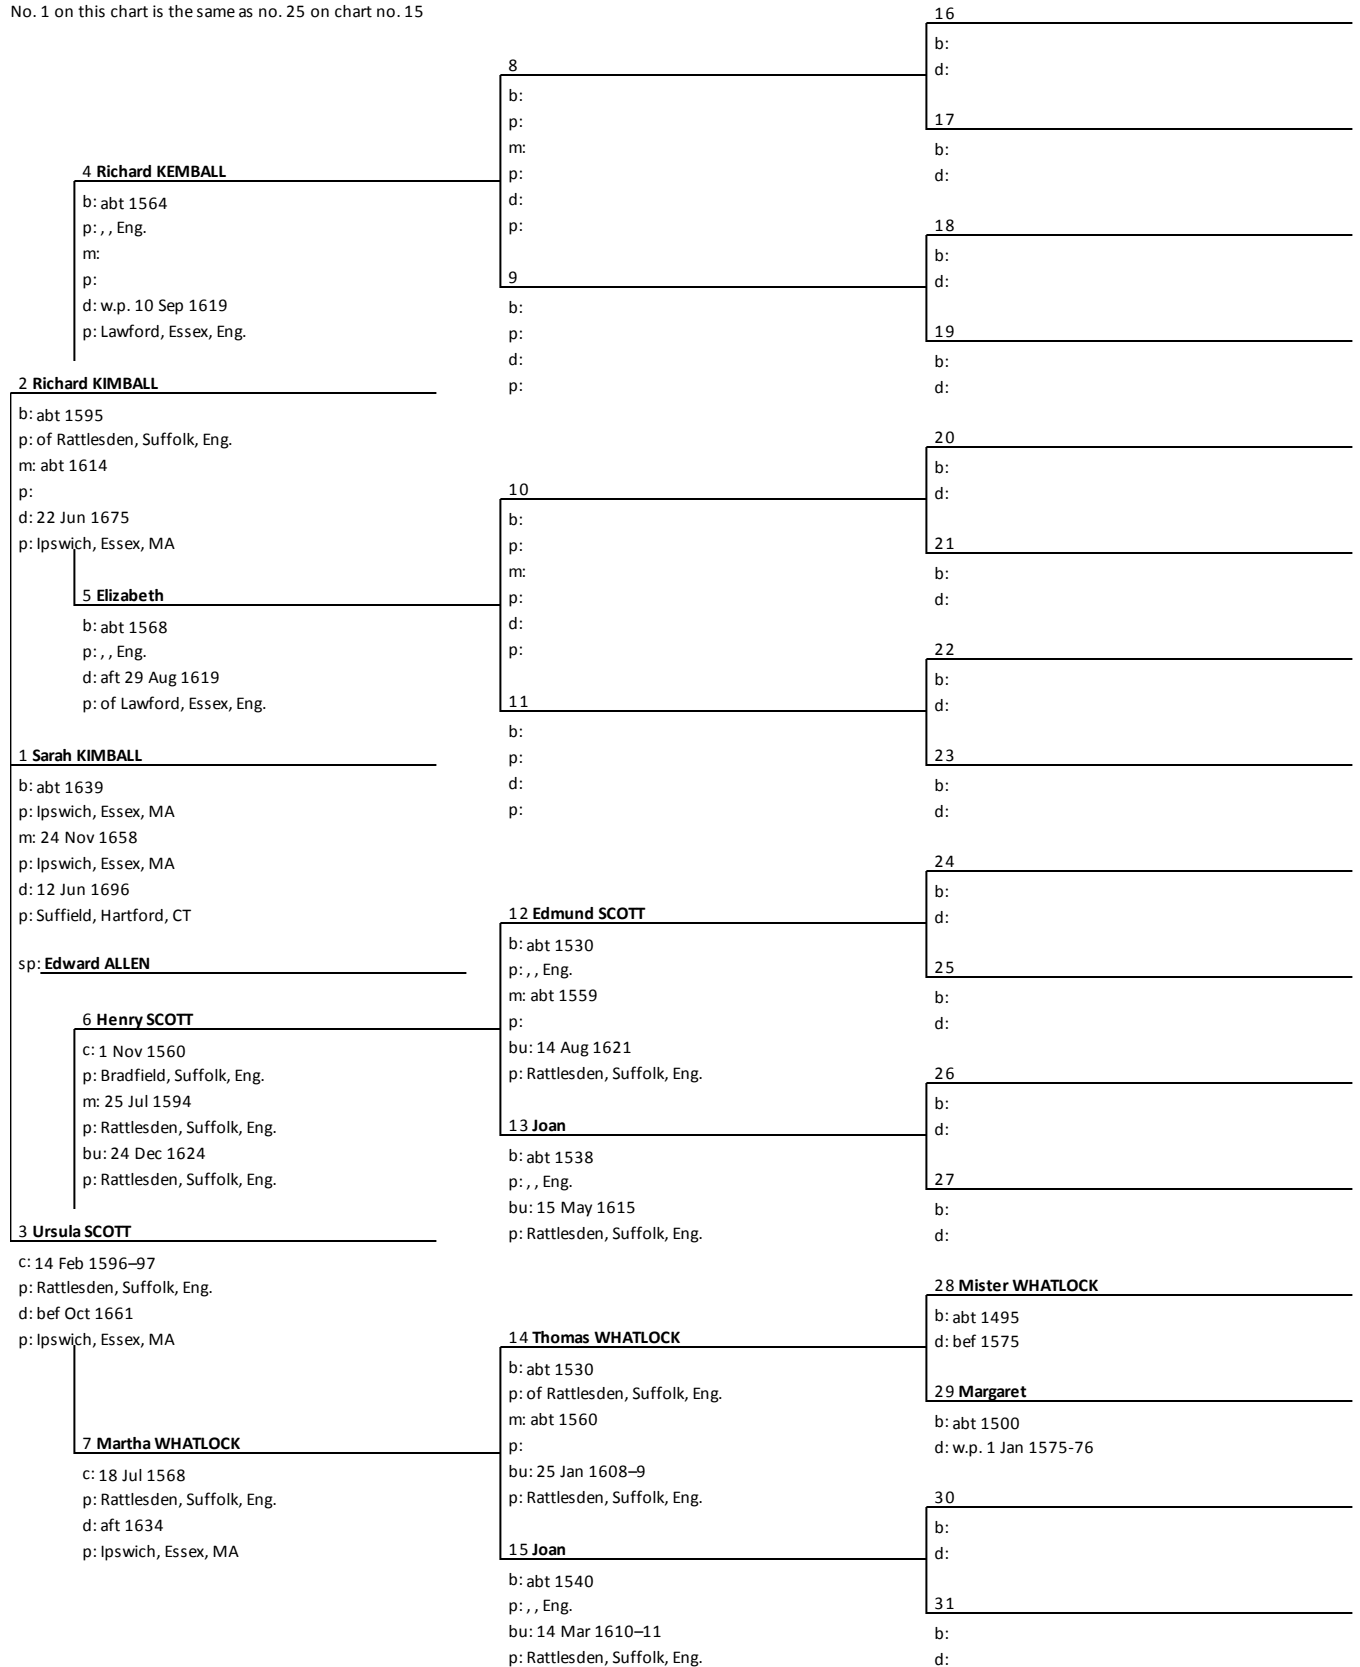 No. 1 on this chart is the same as no. 25 on chart no. 15
4 Richard KEMBALL
b: abt 1564
p: , , Eng.
m:
p:
d: w.p. 10 Sep 1619
p: Lawford, Essex, Eng.
2 Richard KIMBALL
b: abt 1595
p: of Rattlesden, Suffolk, Eng.
m: abt 1614
p:
d: 22 Jun 1675
p: Ipswich, Essex, MA
5 Elizabeth
b: abt 1568
p: , , Eng.
d: aft 29 Aug 1619
p: of Lawford, Essex, Eng.
1 Sarah KIMBALL
b: abt 1639
p: Ipswich, Essex, MA
m: 24 Nov 1658
p: Ipswich, Essex, MA
d: 12 Jun 1696
p: Suffield, Hartford, CT
sp: Edward ALLEN
6 Henry SCOTT
c: 1 Nov 1560
p: Bradfield, Suffolk, Eng.
m: 25 Jul 1594
p: Rattlesden, Suffolk, Eng.
bu: 24 Dec 1624
p: Rattlesden, Suffolk, Eng.
3 Ursula SCOTT
c: 14 Feb 1596–97
p: Rattlesden, Suffolk, Eng.
d: bef Oct 1661
p: Ipswich, Essex, MA
7 Martha WHATLOCK
c: 18 Jul 1568
p: Rattlesden, Suffolk, Eng.
d: aft 1634
p: Ipswich, Essex, MA
8
b:
p:
m:
p:
d:
p:
9
b:
p:
d:
p:
10
b:
p:
m:
p:
d:
p:
11
b:
p:
d:
p:
12 Edmund SCOTT
b: abt 1530
p: , , Eng.
m: abt 1559
p:
bu: 14 Aug 1621
p: Rattlesden, Suffolk, Eng.
13 Joan
b: abt 1538
p: , , Eng.
bu: 15 May 1615
p: Rattlesden, Suffolk, Eng.
14 Thomas WHATLOCK
b: abt 1530
p: of Rattlesden, Suffolk, Eng.
m: abt 1560
p:
bu: 25 Jan 1608–9
p: Rattlesden, Suffolk, Eng.
15 Joan
b: abt 1540
p: , , Eng.
bu: 14 Mar 1610–11
p: Rattlesden, Suffolk, Eng.
16
b:
d:
17
b:
d:
18
b:
d:
19
b:
d:
20
b:
d:
21
b:
d:
22
b:
d:
23
b:
d:
24
b:
d:
25
b:
d:
26
b:
d:
27
b:
d:
28 Mister WHATLOCK
b: abt 1495
d: bef 1575
29 Margaret
b: abt 1500
d: w.p. 1 Jan 1575-76
30
b:
d:
31
b:
d: